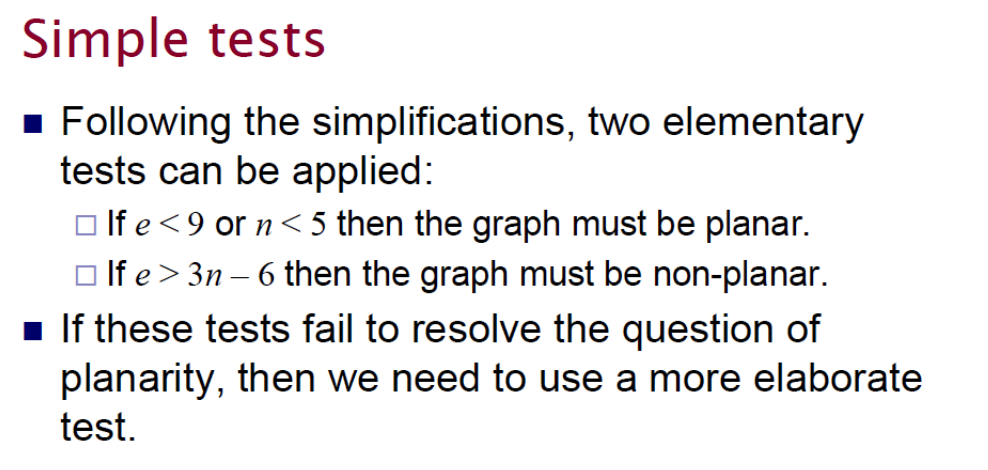 Simple tests
■ Following the simplifications, two elementary
tests can be applied:
□ If e < 9 or n < 5 then the graph must be planar.
□ If e > 3n – 6 then the graph must be non-planar.
■ If these tests fail to resolve the question of
planarity, then we need to use a more elaborate
test.